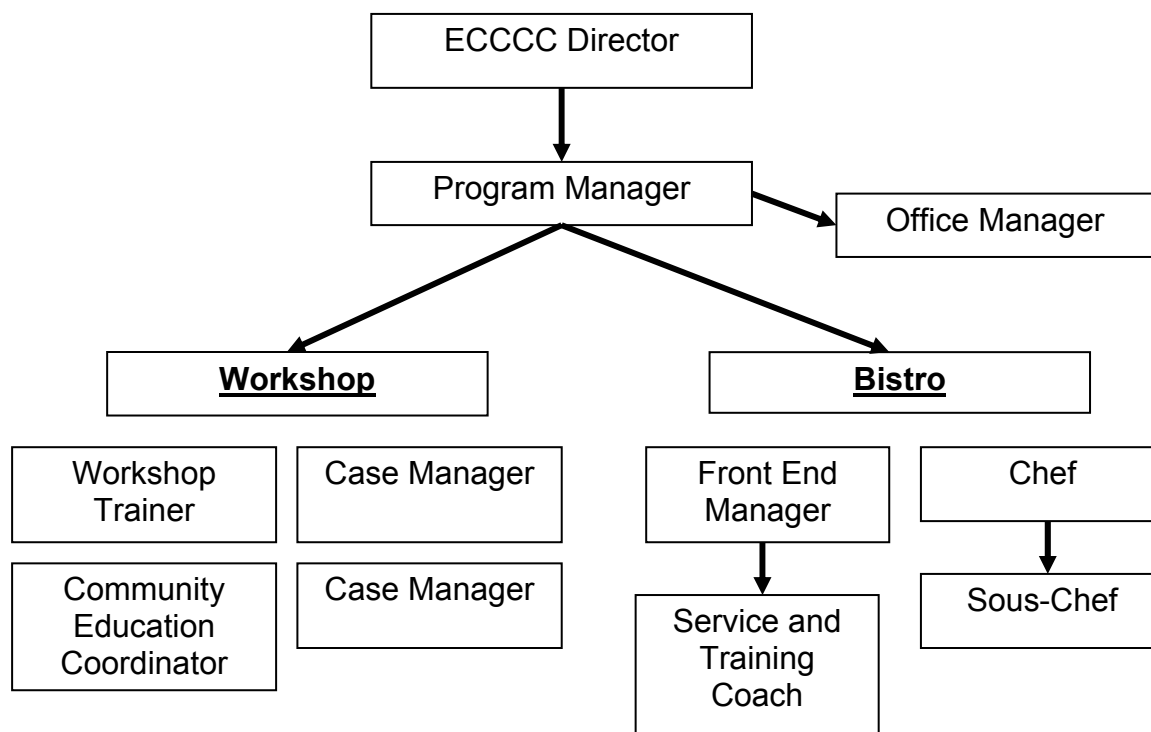 ECCCC Director
Program Manager
Office Manager
Workshop
Bistro
Workshop
Trainer
Case Manager
Front End
Manager
Chef
Community
Education
Coordinator
Case Manager
Service and
Training
Coach
Sous-Chef